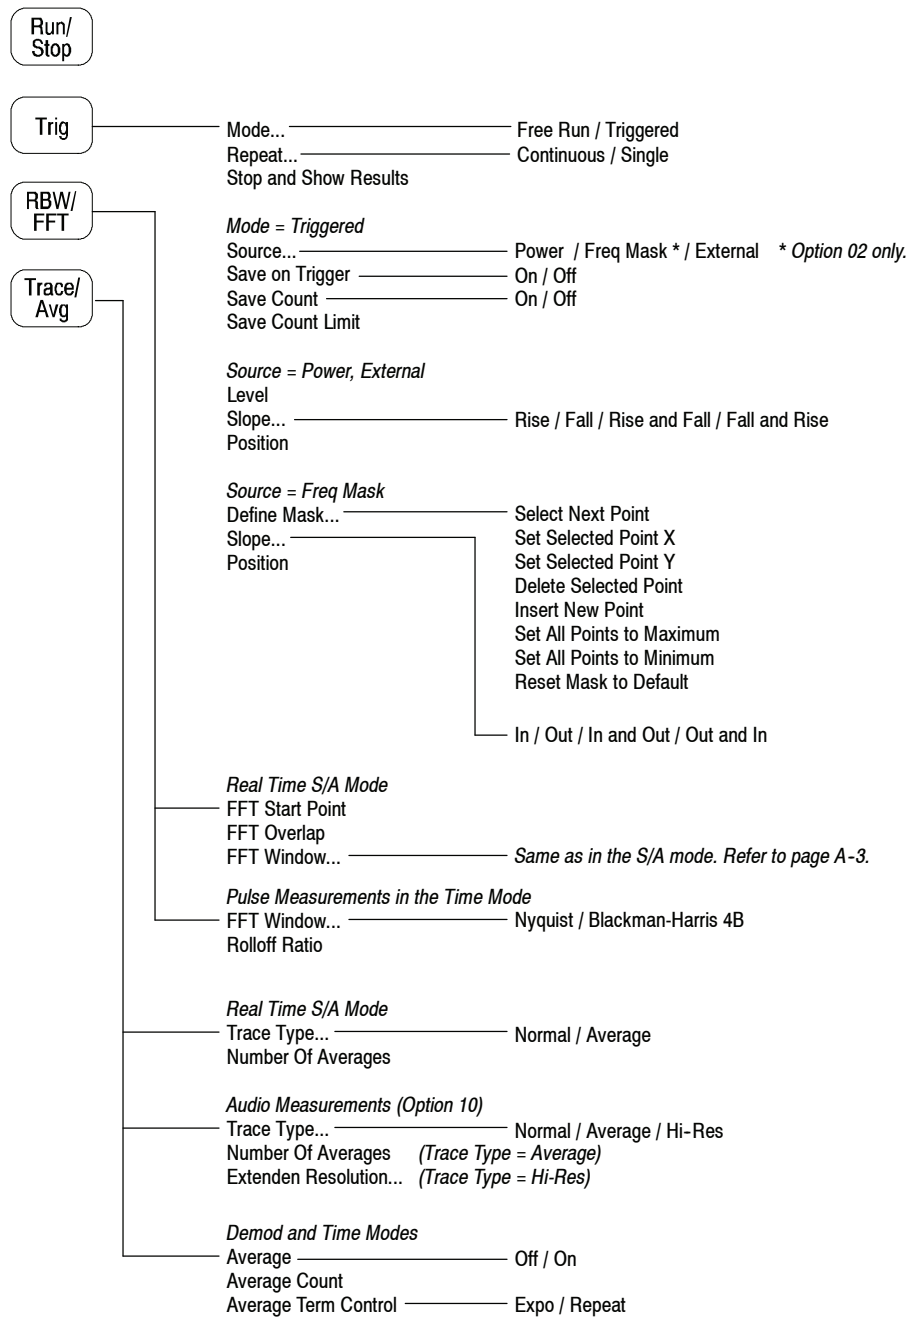 Run/
Stop
Trig
Mode... Free Run / Triggered
Repeat... Continuous / Single
Stop and Show Results
RBW/
FFT
Mode = Triggered
Source... Power / Freq Mask * / External * Option 02 only.
Save on Trigger On / Off
Trace/
Avg
Save Count On / Off
Save Count Limit
Source = Power, External
Level
Slope... Rise / Fall / Rise and Fall / Fall and Rise
Position
Source = Freq Mask
Define Mask... Select Next Point
Slope... Set Selected Point X
Position Set Selected Point Y
Delete Selected Point
Insert New Point
Set All Points to Maximum
Set All Points to Minimum
Reset Mask to Default
In / Out / In and Out / Out and In
Real Time S/A Mode
FFT Start Point
FFT Overlap
FFT Window... Same as in the S/A mode. Refer to page A-3.
Pulse Measurements in the Time Mode
FFT Window... Nyquist / Blackman-Harris 4B
Rolloff Ratio
Real Time S/A Mode
Trace Type... Normal / Average
Number Of Averages
Audio Measurements (Option 10)
Trace Type... Normal / Average / Hi-Res
Number Of Averages (Trace Type = Average)
Extenden Resolution... (Trace Type = Hi-Res)
Demod and Time Modes
Average Off / On
Average Count
Average Term Control Expo / Repeat